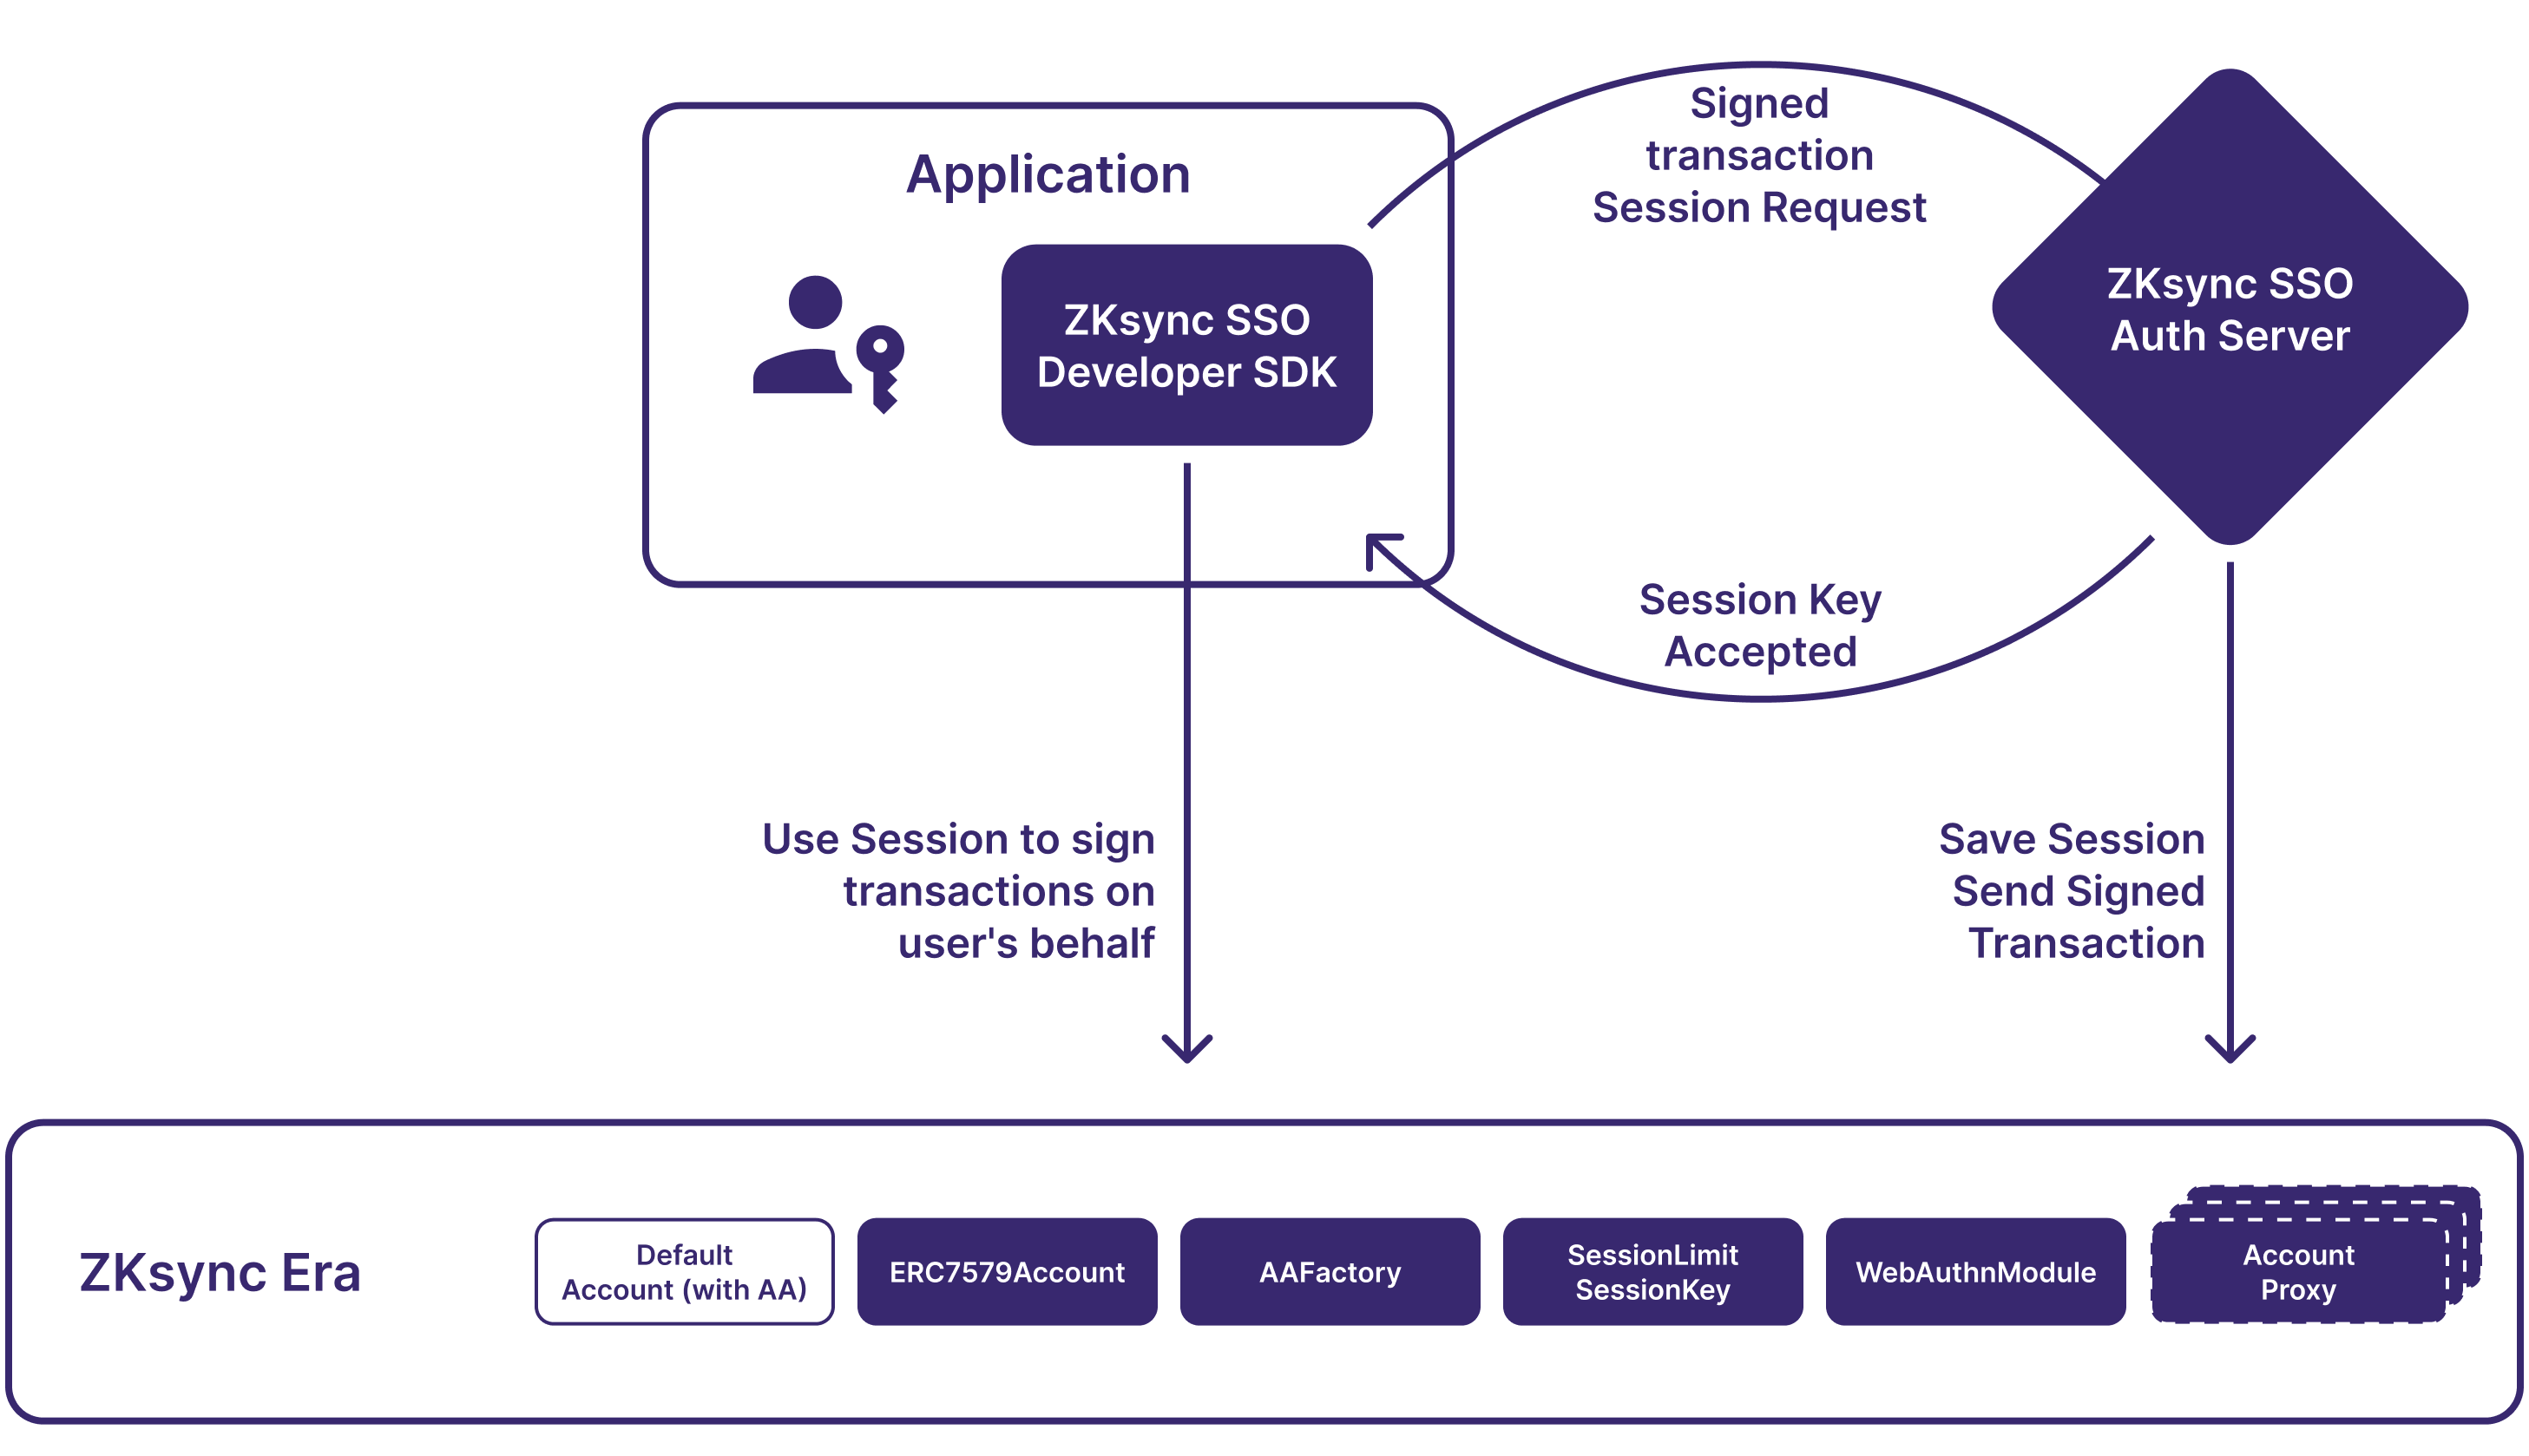 Application
ZKsync SSO
Developer SDK
Signed
transaction
Session Request
ZKsync SSO
Auth Server
Session Key
Accepted
Use Session to sign
transactions on
user's behalf
Save Session
Send Signed
Transaction
ZKsync Era
Default
Account (with AA)
ERC7579Account
AAFactory
SessionLimit
SessionKey
WebAuthnModule
Account
Proxy